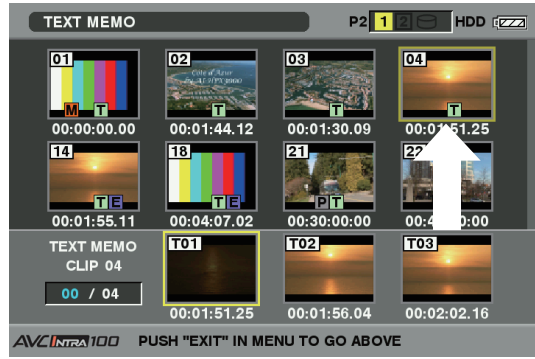 TEXT MEMO P2 1 2 HDD
01 02 03 04
Côte d'Azur
M T T T T
00:00:00.00 00:01:44.12 00:01:30.09 00:01:51.25
14 18 21 22
T E T E P T
00:01:55.11 00:04:07.02 00:30:00:00
TEXT MEMO
CLIP 04
00 / 04
T01 T02 T03
00:01:51.25 00:01:56.04 00:02:02.16
AVC INTRA 100 PUSH "EXIT" IN MENU TO GO ABOVE